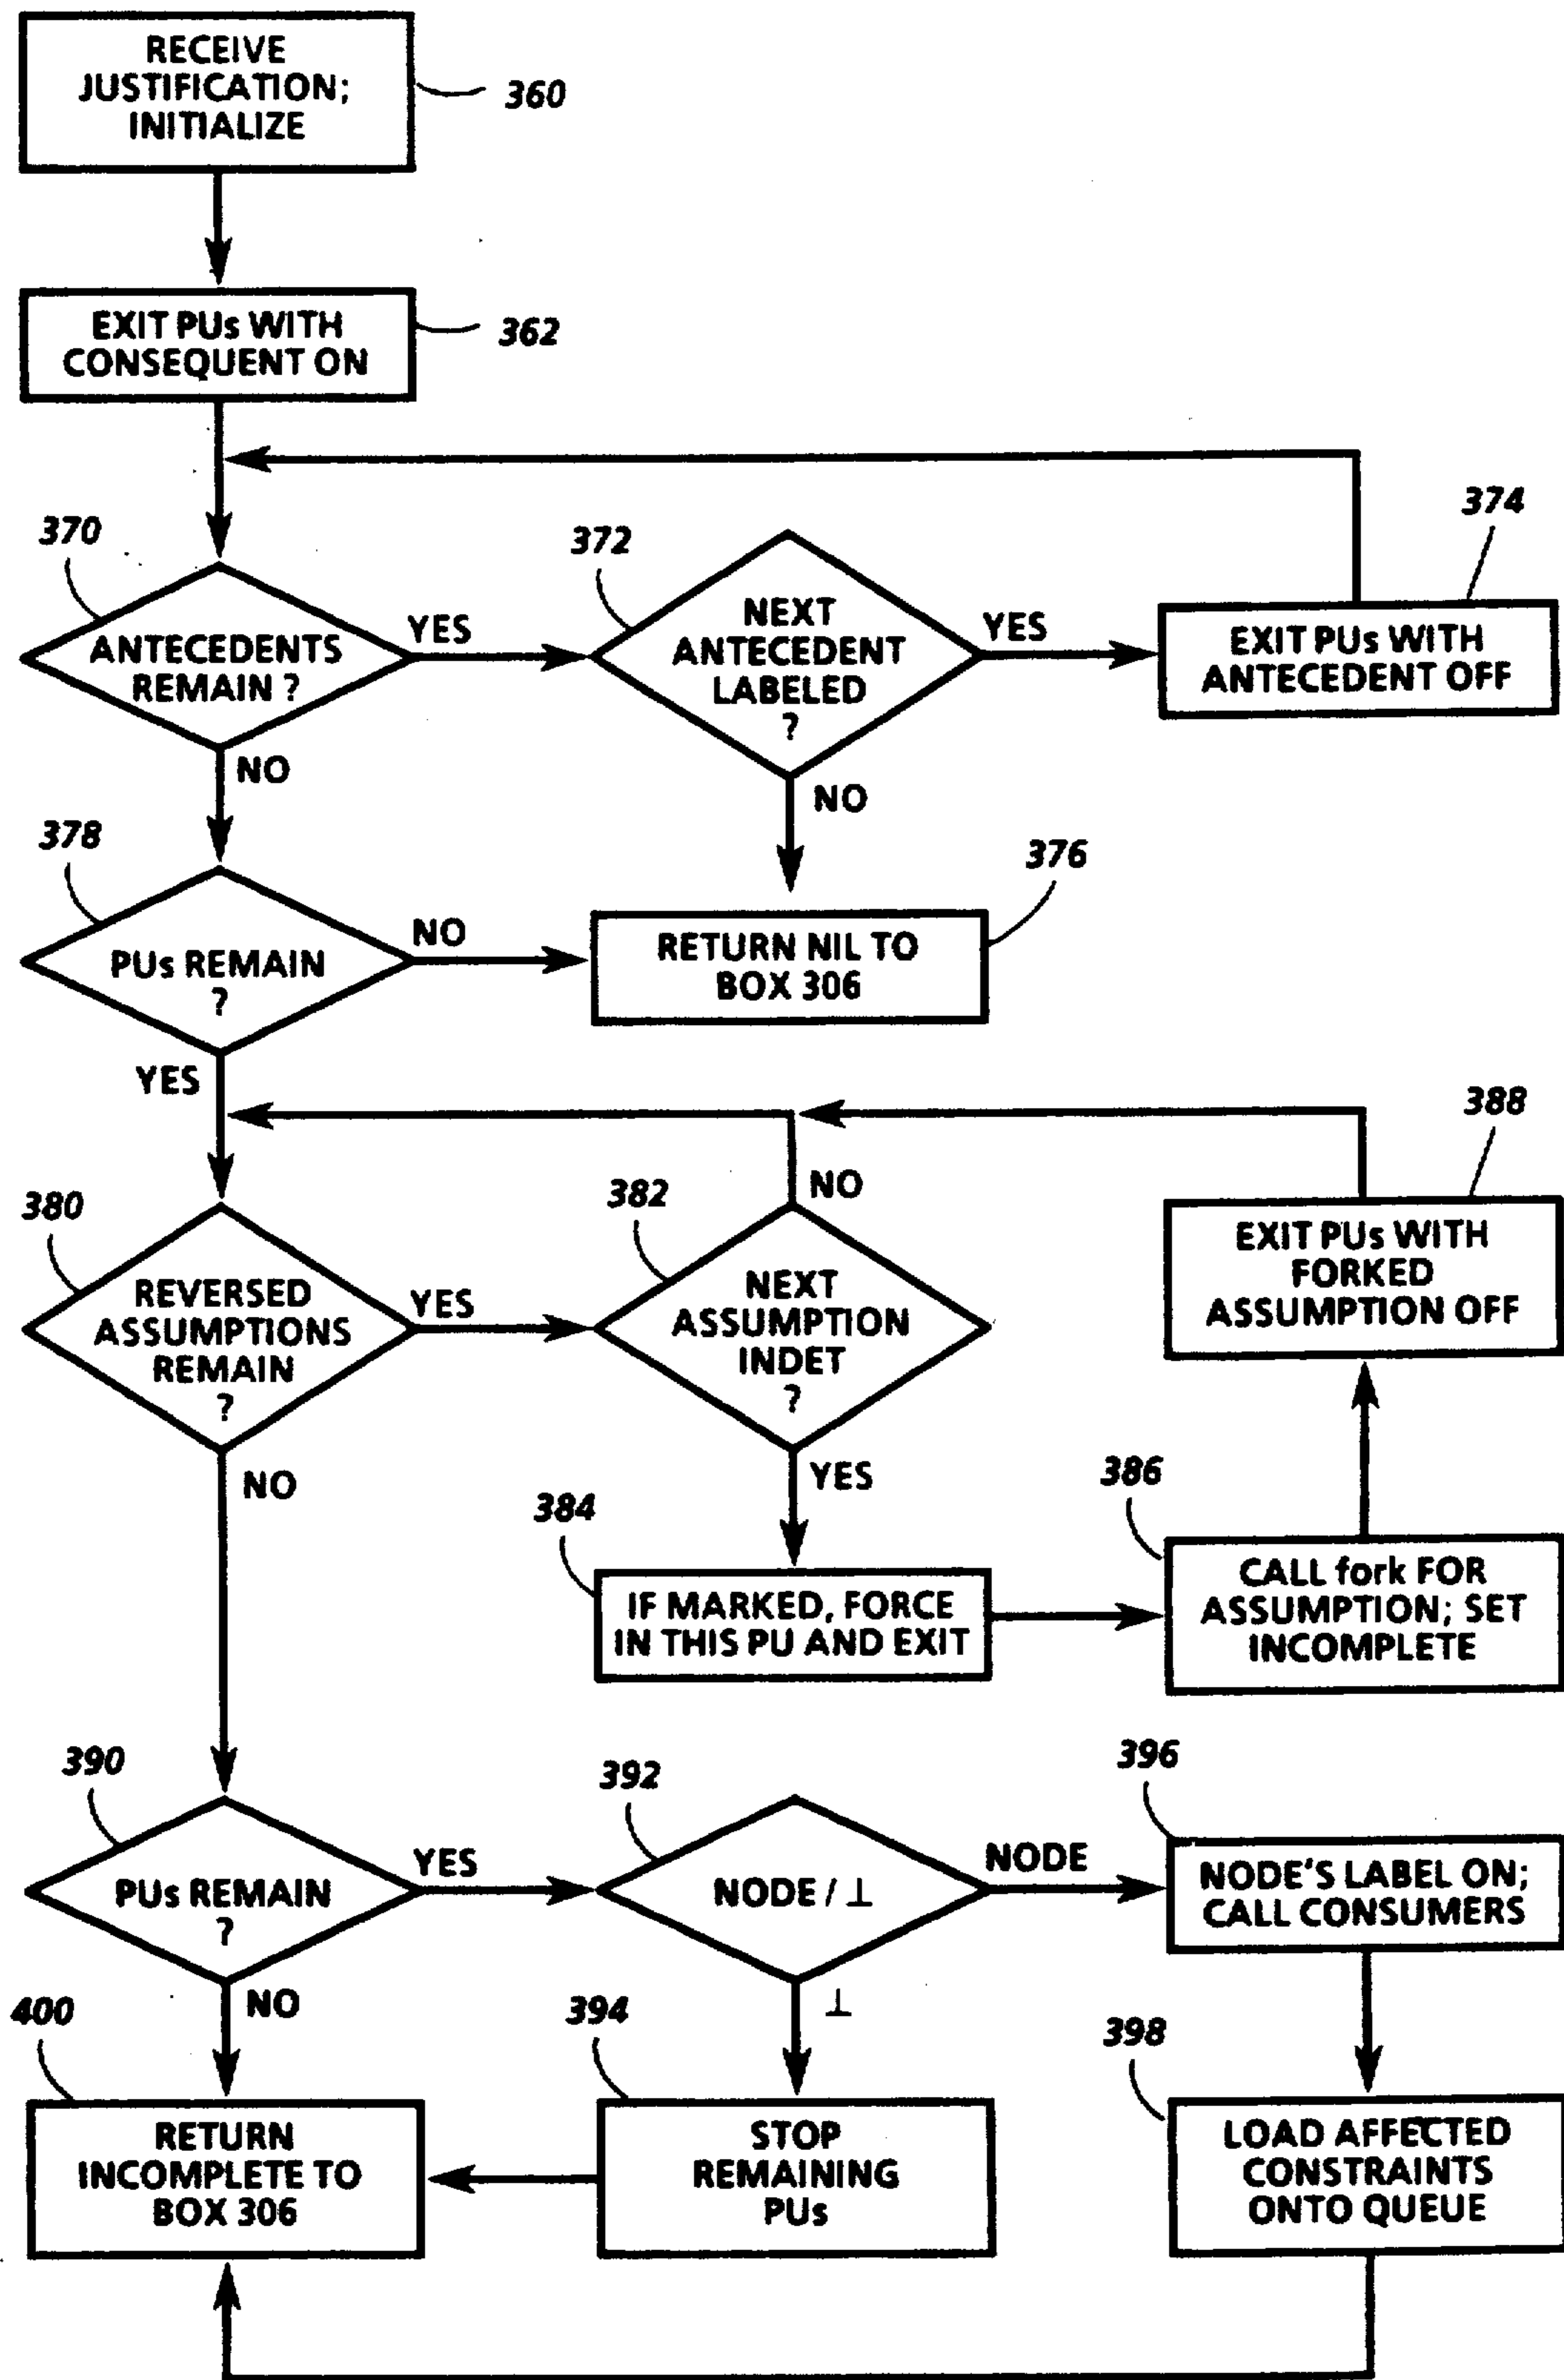 RECEIVE
JUSTIFICATION;
INITIALIZE
360
EXIT PUs WITH
CONSEQUENT ON
362
370
ANTECEDENTS
REMAIN ?
YES
NO
372
NEXT
ANTECEDENT
LABELED
?
YES
NO
374
EXIT PUs WITH
ANTECEDENT OFF
378
PUs REMAIN
?
NO
YES
376
RETURN NIL TO
BOX 306
380
REVERSED
ASSUMPTIONS
REMAIN
?
YES
NO
382
NO
NEXT
ASSUMPTION
INDET
?
YES
388
EXIT PUs WITH
FORKED
ASSUMPTION OFF
384
IF MARKED, FORCE
IN THIS PU AND EXIT
386
CALL fork FOR
ASSUMPTION; SET
INCOMPLETE
390
PUs REMAIN
?
YES
NO
392
NODE / ⊥
NODE
⊥
396
NODE'S LABEL ON;
CALL CONSUMERS
400
RETURN
INCOMPLETE TO
BOX 306
394
STOP
REMAINING
PUs
398
LOAD AFFECTED
CONSTRAINTS
ONTO QUEUE